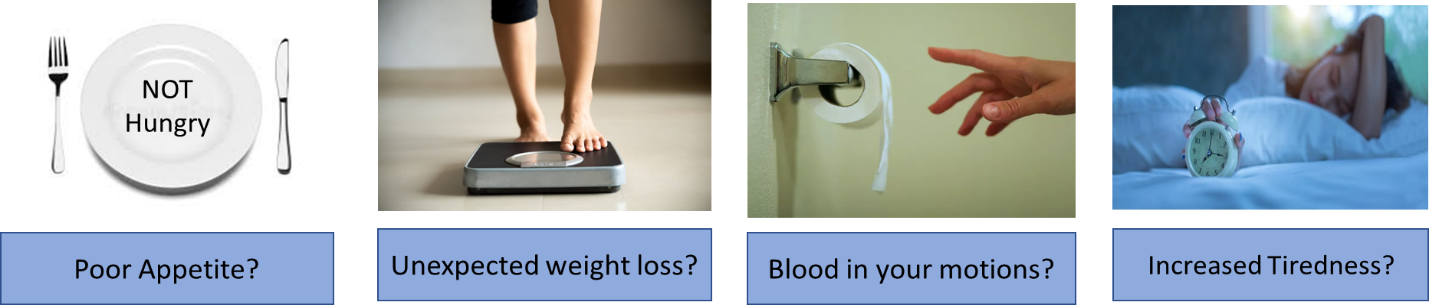 NOT
Hungry
Poor Appetite?
Unexpected weight loss?
Blood in your motions?
Increased Tiredness?